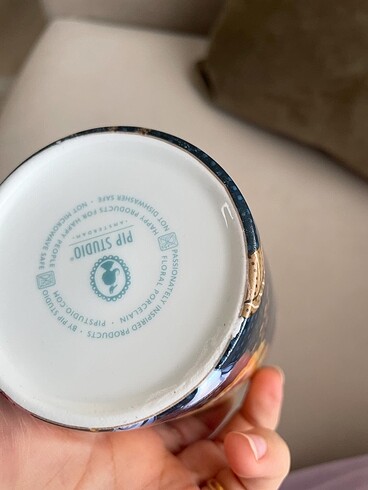 PIP STUDIO®
·AMSTERDAM·
PASSIONATELY INSPIRED PRODUCTS · BY PIP STUDIO
HAPPY PRODUCTS FOR HAPPY PEOPLE
FLORAL PORCELAIN · PIPSTUDIO.COM
NOT DISHWASHER SAFE · NOT MICROWAVE SAFE